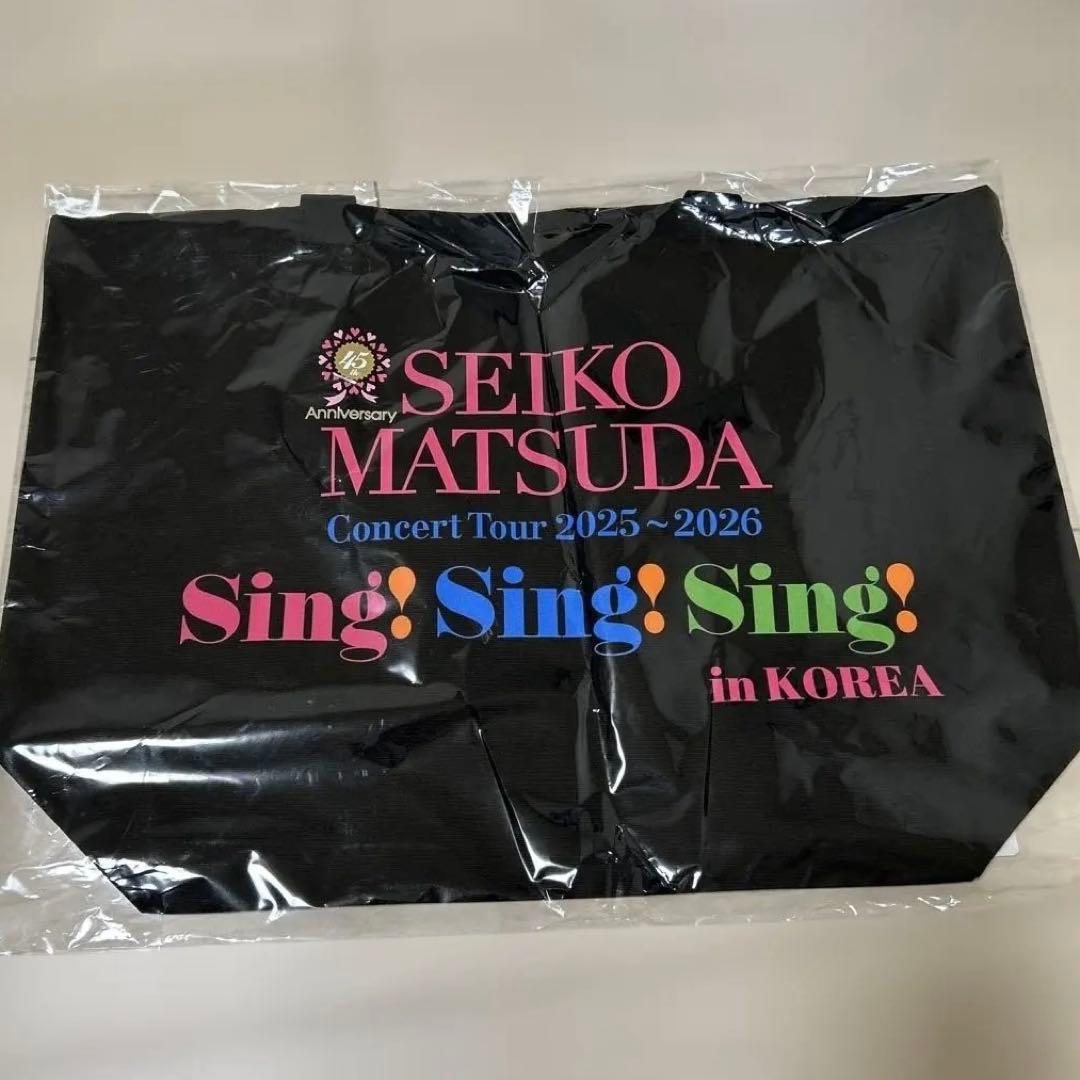 45th
Anniversary
SEIKO
MATSUDA
Concert Tour 2025~2026
Sing! Sing! Sing!
in KOREA